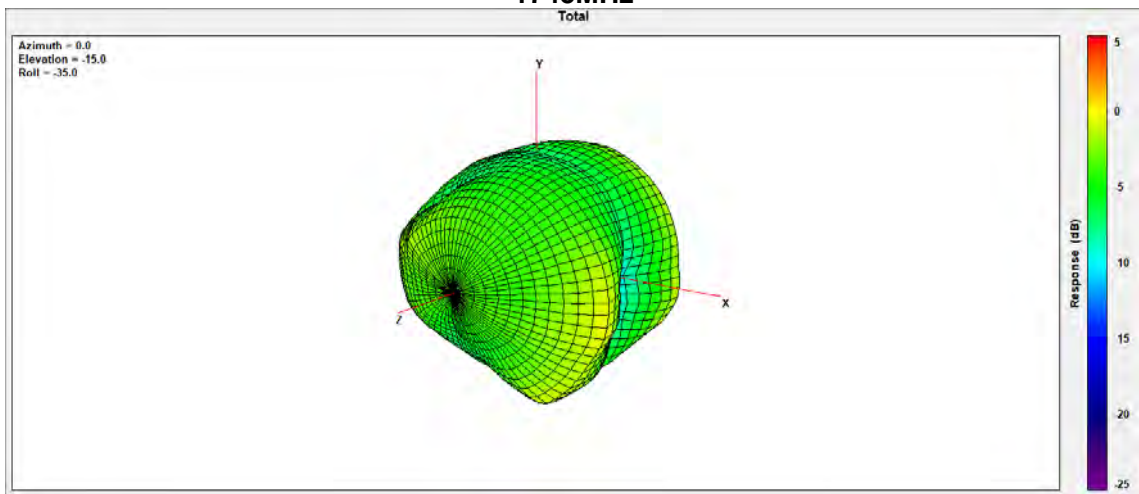 Total
Azimuth = 0.0
Elevation = -15.0
Roll = -35.0
Y
X
Z
5
0
5
10
15
-20
-25
Response (dB)